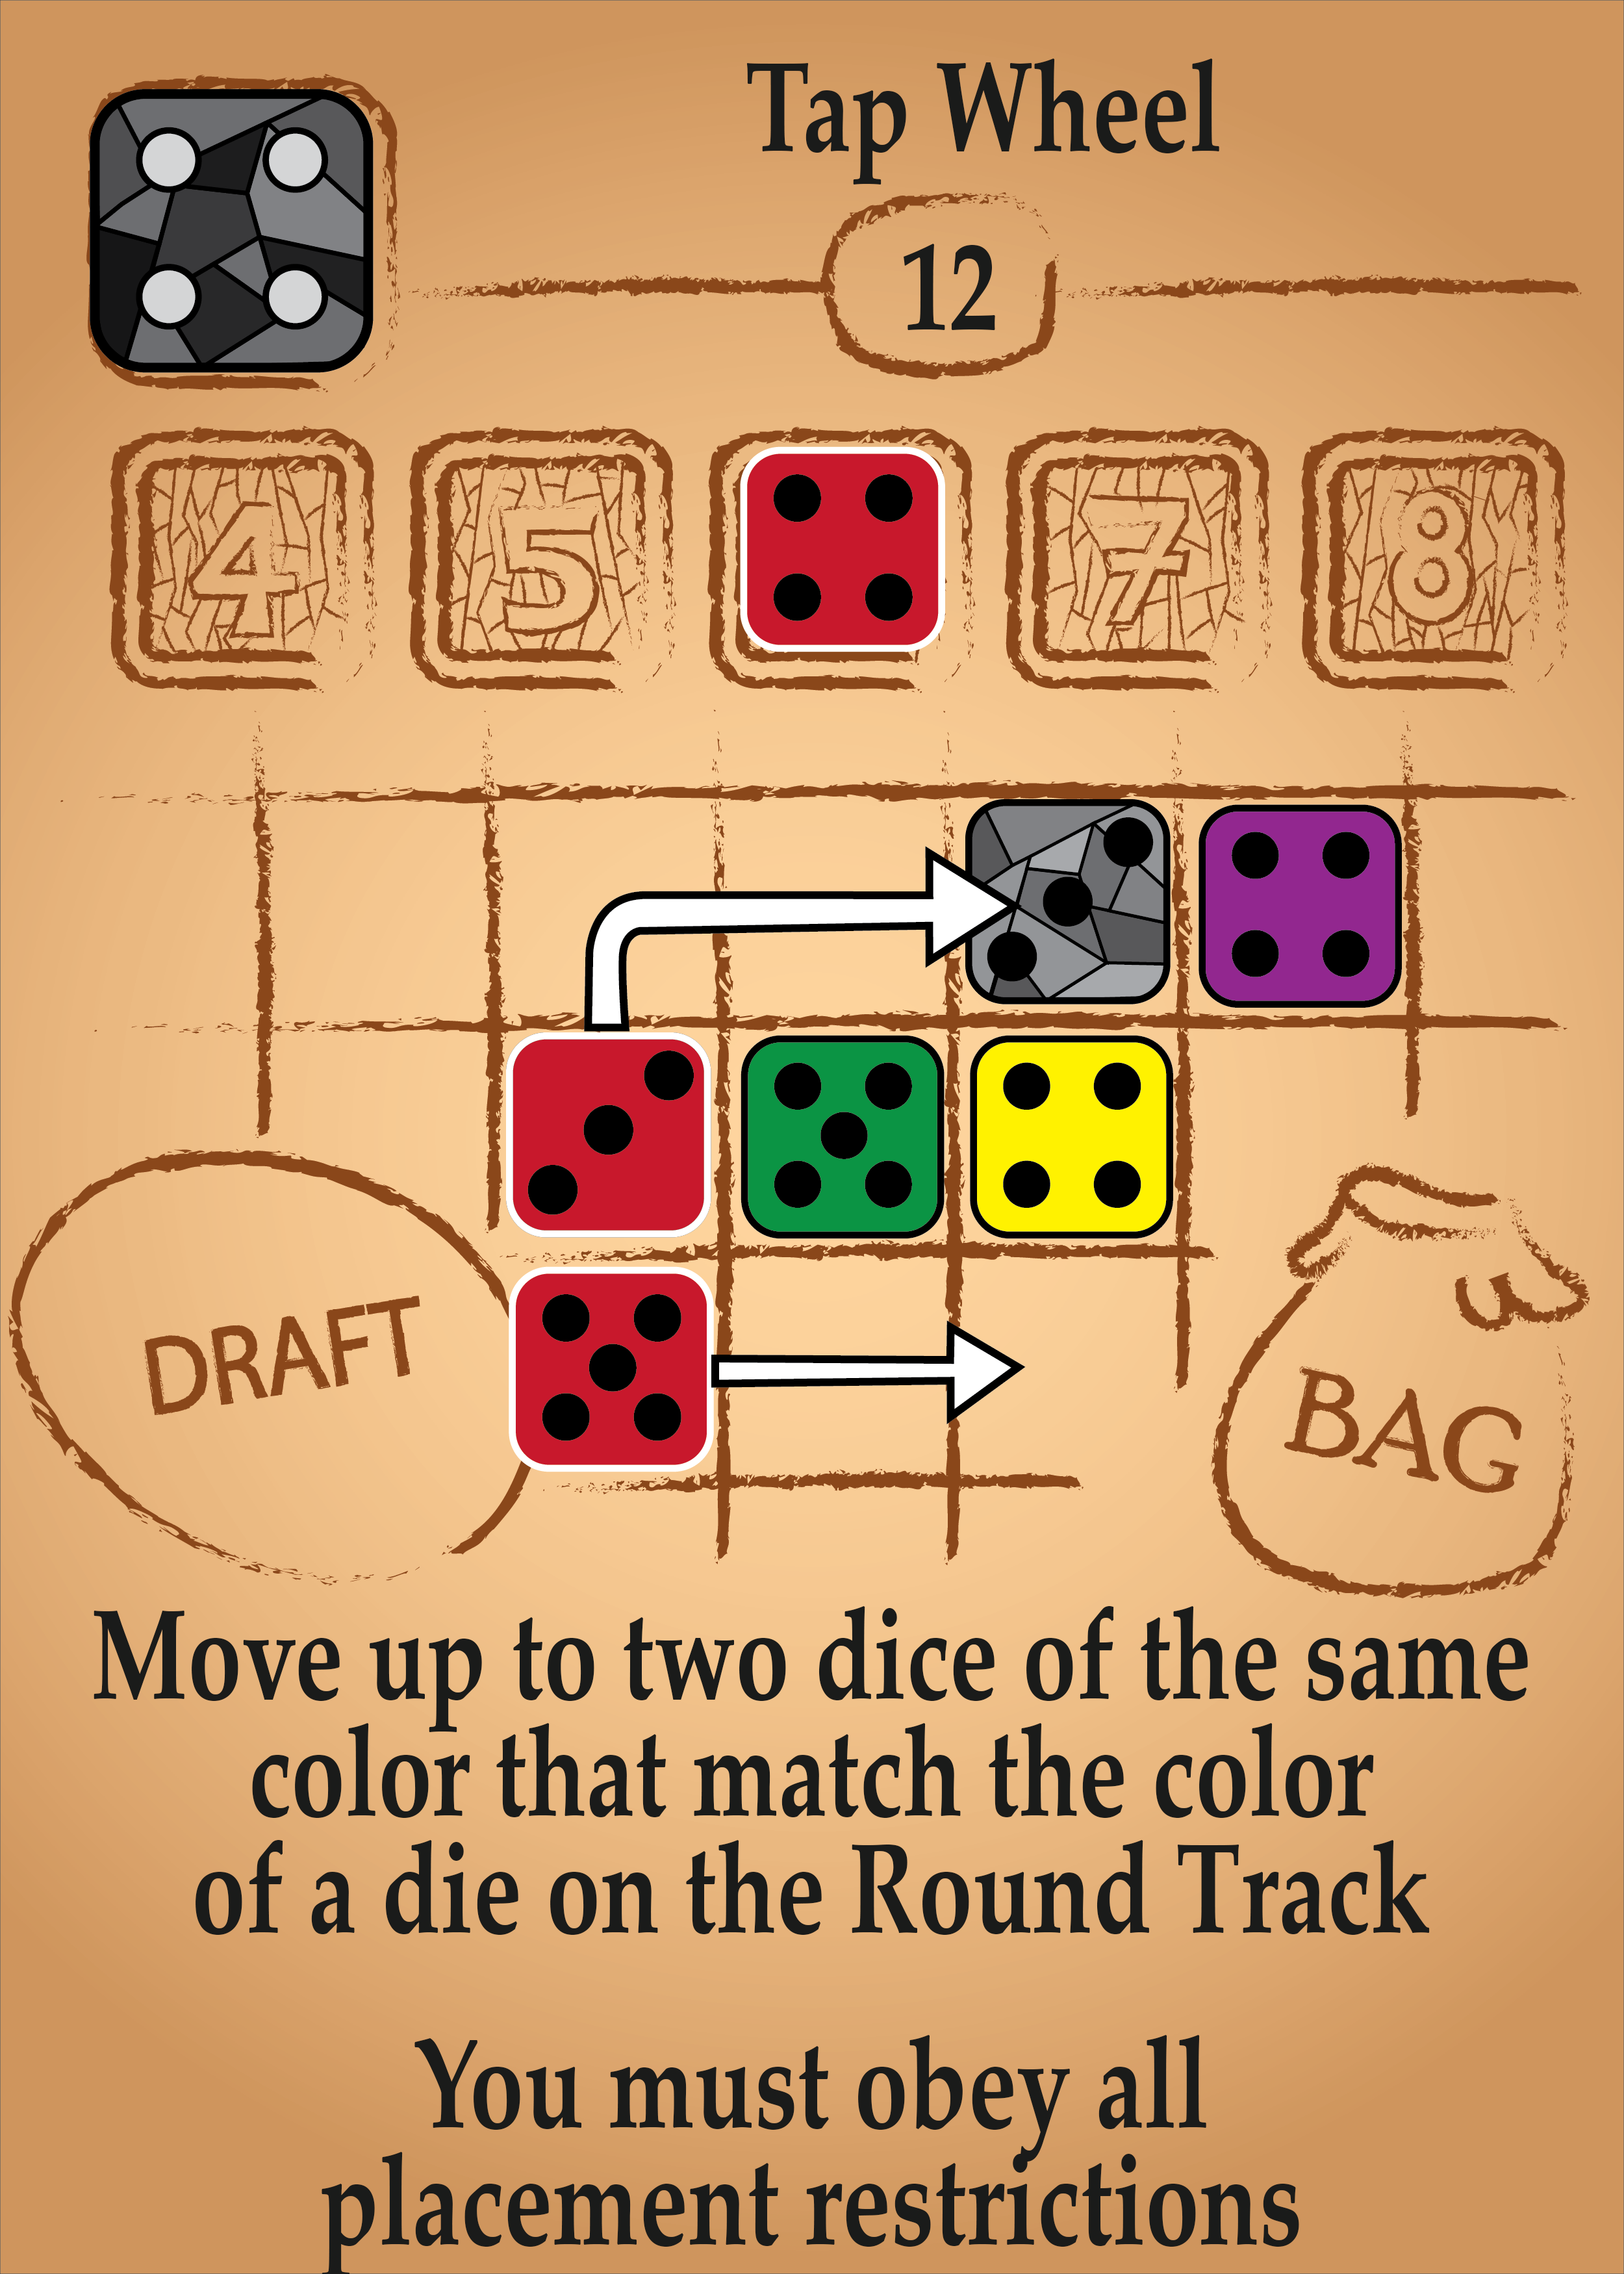 Tap Wheel
12
4 5 7 8
DRAFT
BAG
Move up to two dice of the same
color that match the color
of a die on the Round Track
You must obey all
placement restrictions